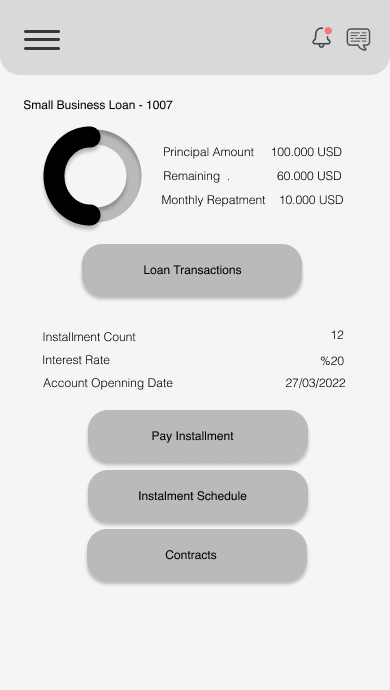 Small Business Loan - 1007
Principal Amount 100.000 USD
Remaining . 60.000 USD
Monthly Repatment 10.000 USD
Loan Transactions
Installment Count 12
Interest Rate %20
Account Openning Date 27/03/2022
Pay Installment
Instalment Schedule
Contracts